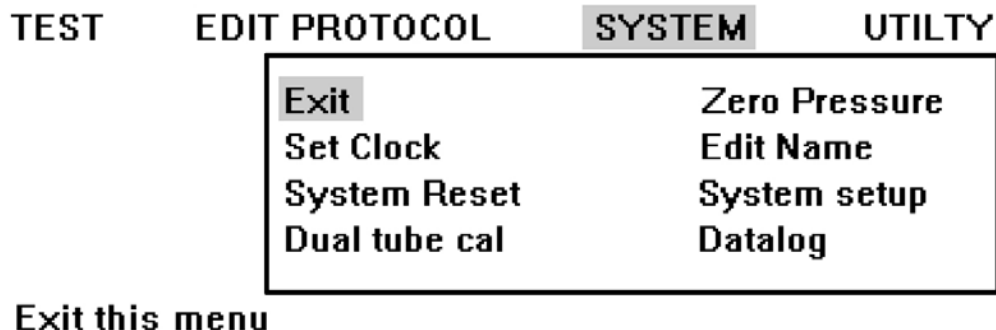 TEST EDIT PROTOCOL SYSTEM UTILTY
Exit Zero Pressure
Set Clock Edit Name
System Reset System setup
Dual tube cal Datalog
Exit this menu